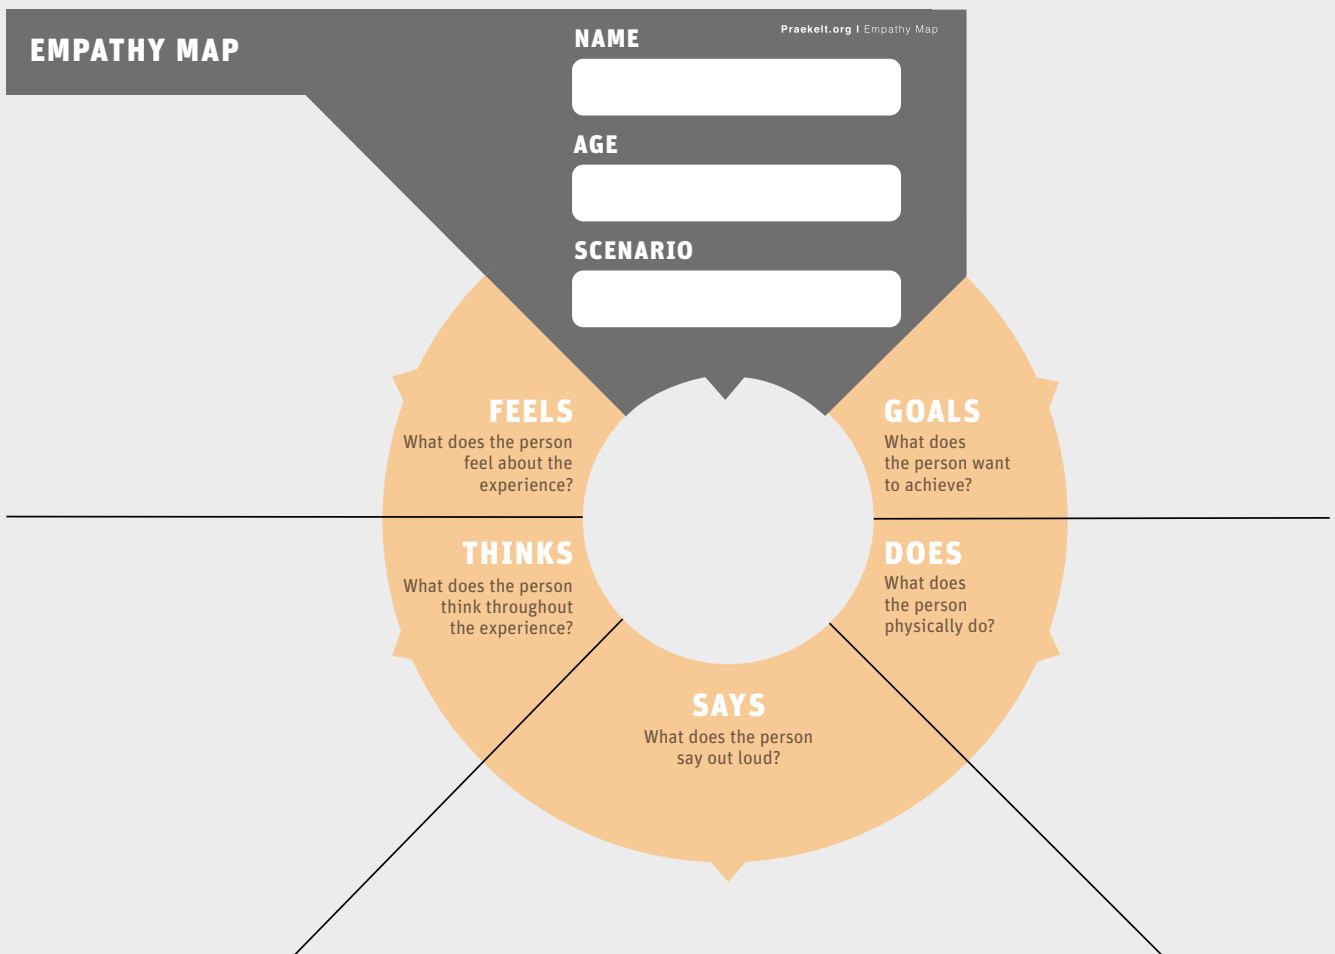 EMPATHY MAP
Praekelt.org I Empathy Map
NAME
AGE
SCENARIO
FEELS
What does the person
feel about the
experience?
GOALS
What does
the person want
to achieve?
THINKS
What does the person
think throughout
the experience?
DOES
What does
the person
physically do?
SAYS
What does the person
say out loud?